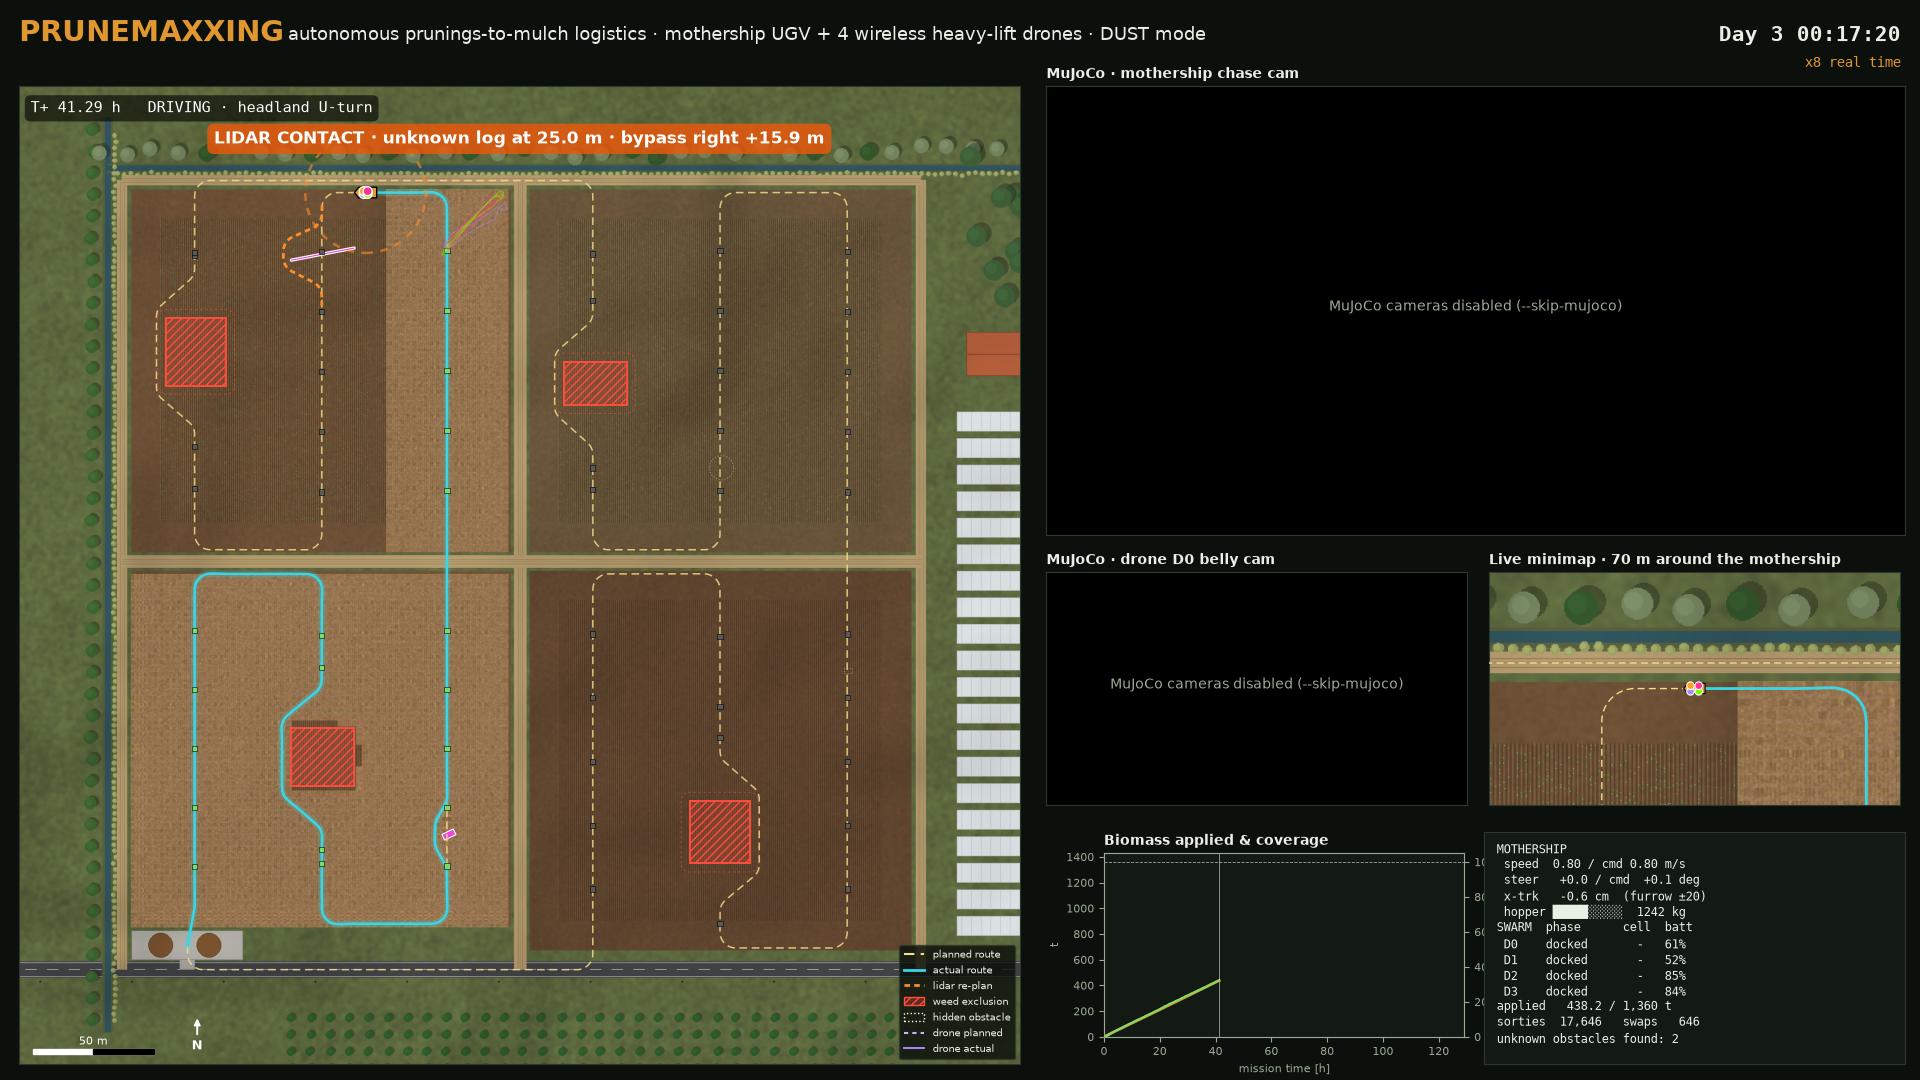 PRUNEMAXXING autonomous prunings-to-mulch logistics · mothership UGV + 4 wireless heavy-lift drones · DUST mode
Day 3 00:17:20
x8 real time
T+ 41.29 h DRIVING · headland U-turn
LIDAR CONTACT · unknown log at 25.0 m · bypass right +15.9 m
50 m
N
planned route
actual route
lidar re-plan
weed exclusion
hidden obstacle
drone planned
drone actual
MuJoCo · mothership chase cam
MuJoCo cameras disabled (--skip-mujoco)
MuJoCo · drone D0 belly cam
MuJoCo cameras disabled (--skip-mujoco)
Live minimap · 70 m around the mothership
Biomass applied & coverage
1400
1200
1000
800
600
400
200
0
t
0 20 40 60 80 100 120
mission time [h]
MOTHERSHIP
speed 0.80 / cmd 0.80 m/s
steer +0.0 / cmd +0.1 deg
x-trk -0.6 cm (furrow ±20)
hopper 1242 kg
SWARM phase cell batt
D0 docked - 61%
D1 docked - 52%
D2 docked - 85%
D3 docked - 84%
applied 438.2 / 1,360 t
sorties 17,646 swaps 646
unknown obstacles found: 2